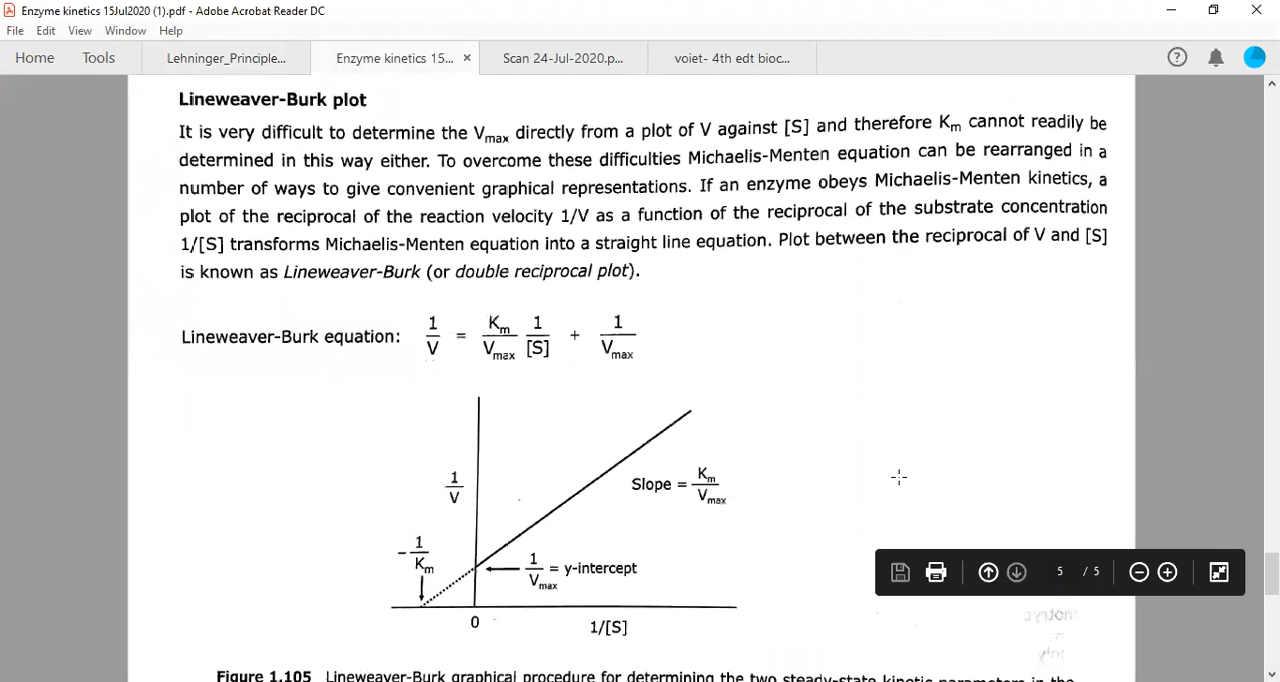 Enzyme kinetics 15Jul2020 (1).pdf - Adobe Acrobat Reader DC
File Edit View Window Help
Home Tools Lehninger_Principle... Enzyme kinetics 15... × Scan 24-Jul-2020.p... voiet- 4th edt bioc...
Lineweaver-Burk plot
It is very difficult to determine the Vmax directly from a plot of V against [S] and therefore Km cannot readily be
determined in this way either. To overcome these difficulties Michaelis-Menten equation can be rearranged in a
number of ways to give convenient graphical representations. If an enzyme obeys Michaelis-Menten kinetics, a
plot of the reciprocal of the reaction velocity 1/V as a function of the reciprocal of the substrate concentration
1/[S] transforms Michaelis-Menten equation into a straight line equation. Plot between the reciprocal of V and [S]
is known as Lineweaver-Burk (or double reciprocal plot).
Lineweaver-Burk equation: 1/V = Km/Vmax 1/[S] + 1/Vmax
1/V
Slope = Km/Vmax
-1/Km
1/Vmax = y-intercept
0
1/[S]
5 / 5
Figure 1.105 Lineweaver-Burk graphical procedure for determining the two steady-state kinetic parameters in the